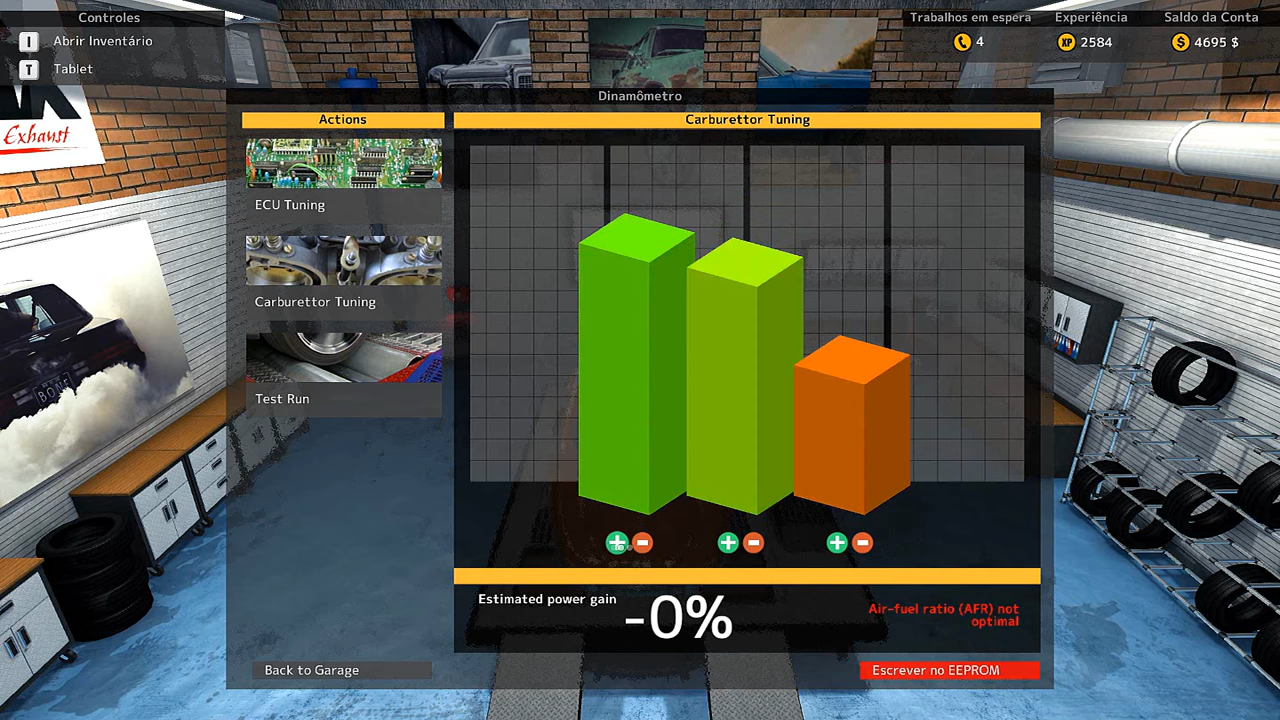 Controles
I Abrir Inventário
T Tablet
Trabalhos em espera
4
Experiência
XP 2584
Saldo da Conta
$ 4695 $
Exhaust
BONE
Dinamômetro
Actions
ECU Tuning
Carburettor Tuning
Test Run
Back to Garage
Carburettor Tuning
Estimated power gain
-0%
Air-fuel ratio (AFR) not
optimal
Escrever no EEPROM